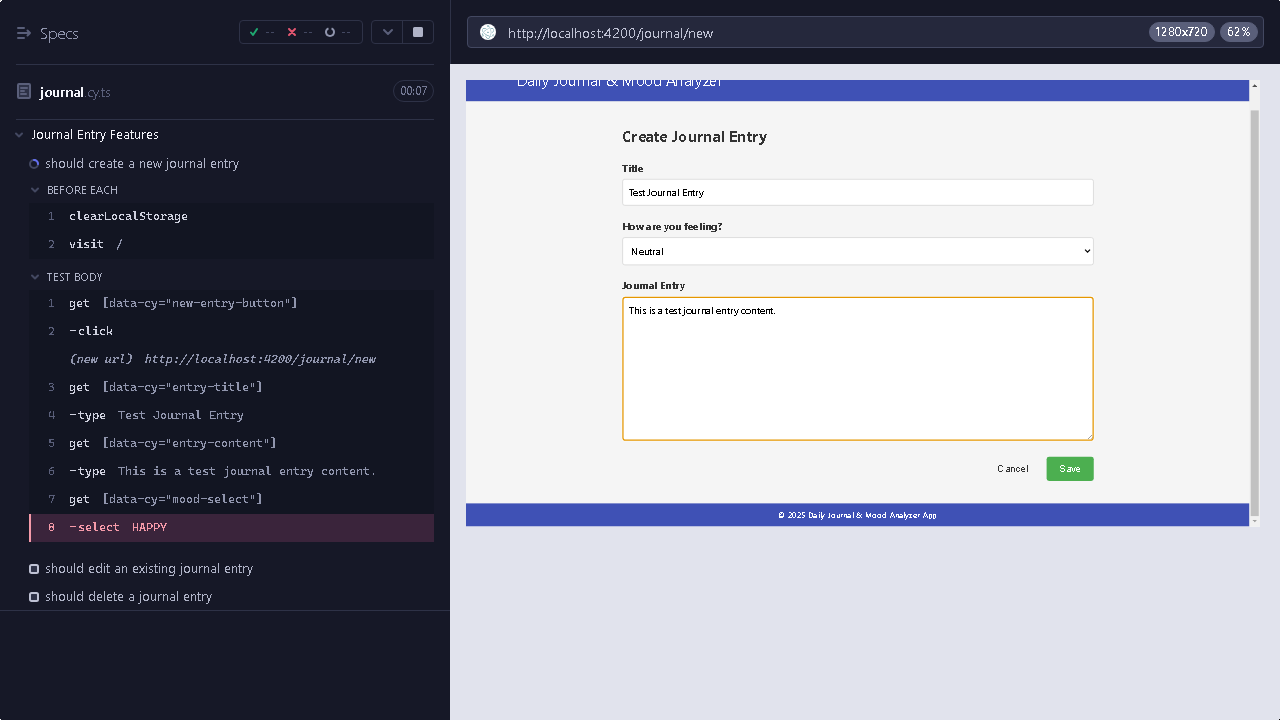 Specs
-- -- --
journal.cy.ts
00:07
Journal Entry Features
should create a new journal entry
BEFORE EACH
1 clearLocalStorage
2 visit /
TEST BODY
1 get [data-cy="new-entry-button"]
2 -click
(new url) http://localhost:4200/journal/new
3 get [data-cy="entry-title"]
4 -type Test Journal Entry
5 get [data-cy="entry-content"]
6 -type This is a test journal entry content.
7 get [data-cy="mood-select"]
8 -select HAPPY
should edit an existing journal entry
should delete a journal entry
http://localhost:4200/journal/new
1280x720
62%
Daily Journal & Mood Analyzer
Create Journal Entry
Title
Test Journal Entry
How are you feeling?
Neutral
Journal Entry
This is a test journal entry content.
Cancel
Save
© 2025 Daily Journal & Mood Analyzer App